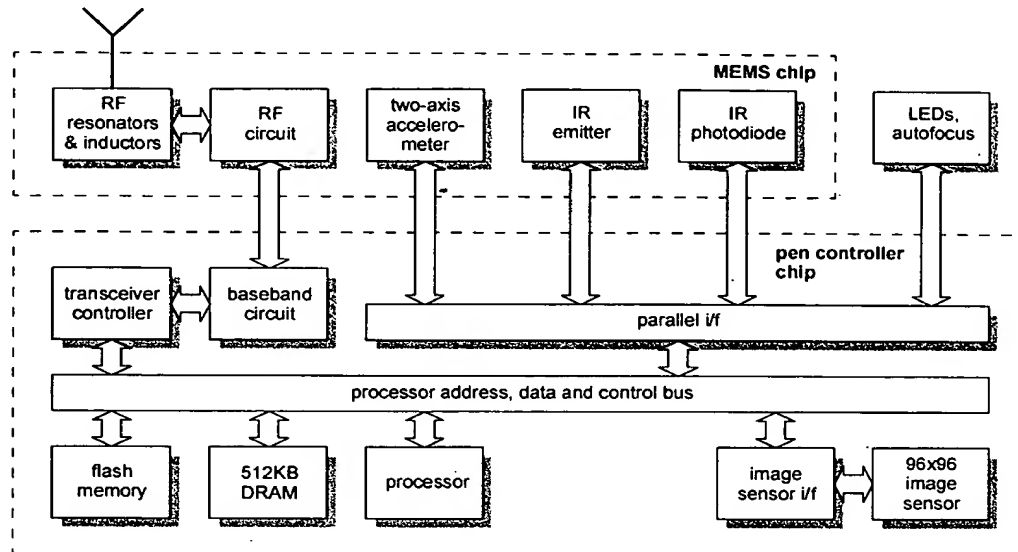 MEMS chip
RF
resonators
& inductors
RF
circuit
two-axis
accelero-
meter
IR
emitter
IR
photodiode
LEDs,
autofocus
pen controller
chip
transceiver
controller
baseband
circuit
parallel i/f
processor address, data and control bus
flash
memory
512KB
DRAM
processor
image
sensor i/f
96x96
image
sensor